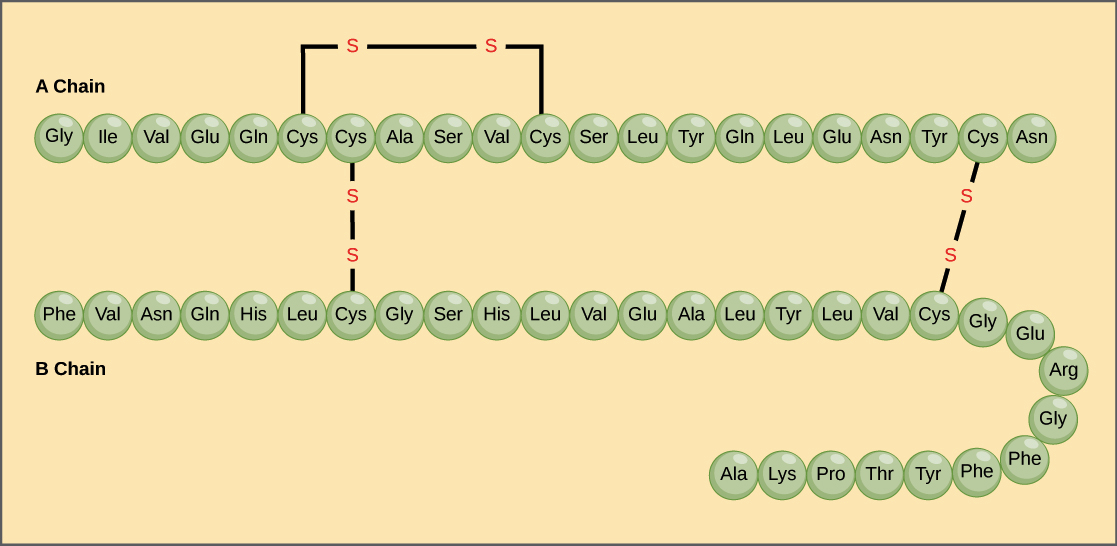 S S
A Chain
Gly Ile Val Glu Gln Cys Cys Ala Ser Val Cys Ser Leu Tyr Gln Leu Glu Asn Tyr Cys Asn
S S
S S
Phe Val Asn Gln His Leu Cys Gly Ser His Leu Val Glu Ala Leu Tyr Leu Val Cys Gly Glu
B Chain
Arg
Gly
Ala Lys Pro Thr Tyr Phe Phe